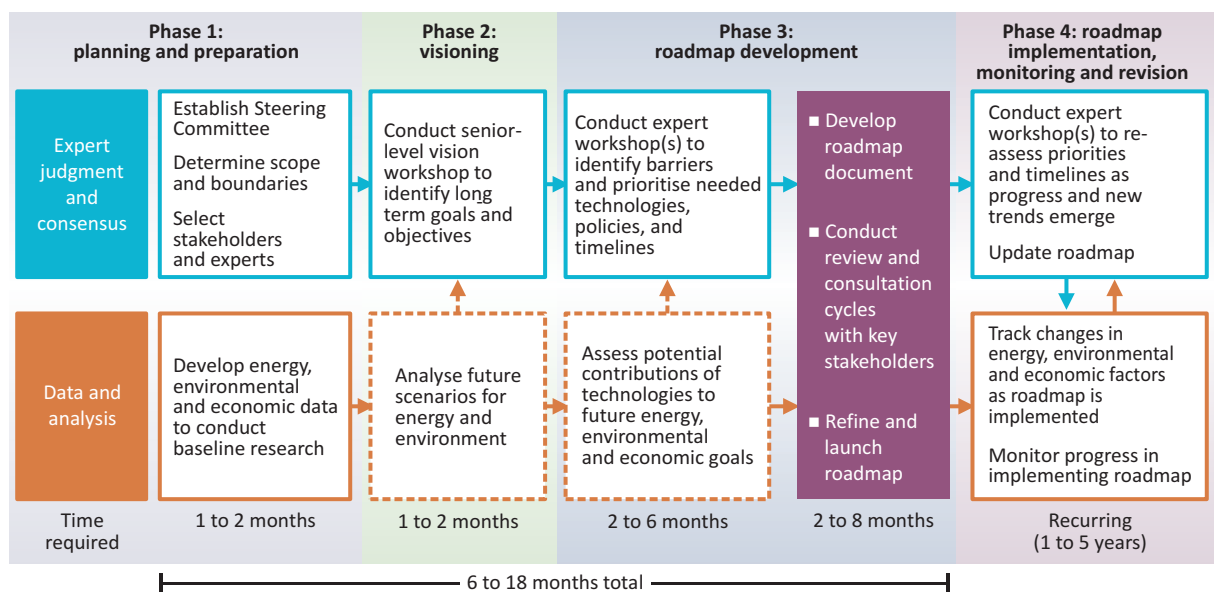 Phase 1:
planning and preparation
Phase 2:
visioning
Phase 3:
roadmap development
Phase 4: roadmap
implementation,
monitoring and revision
Expert
judgment
and
consensus
Establish Steering
Committee
Determine scope
and boundaries
Select
stakeholders
and experts
Conduct senior-
level vision
workshop to
identify long
term goals and
objectives
Conduct expert
workshop(s) to
identify barriers
and prioritise needed
technologies,
policies, and
timelines
■ Develop
roadmap
document
■ Conduct
review and
consultation
cycles
with key
stakeholders
■ Refine and
launch
roadmap
Conduct expert
workshop(s) to re-
assess priorities
and timelines as
progress and new
trends emerge
Update roadmap
Data and
analysis
Develop energy,
environmental
and economic data
to conduct
baseline research
Analyse future
scenarios for
energy and
environment
Assess potential
contributions of
technologies to
future energy,
environmental
and economic goals
Track changes in
energy, environmental
and economic factors
as roadmap is
implemented
Monitor progress in
implementing roadmap
Time
required
1 to 2 months
1 to 2 months
2 to 6 months
2 to 8 months
Recurring
(1 to 5 years)
6 to 18 months total